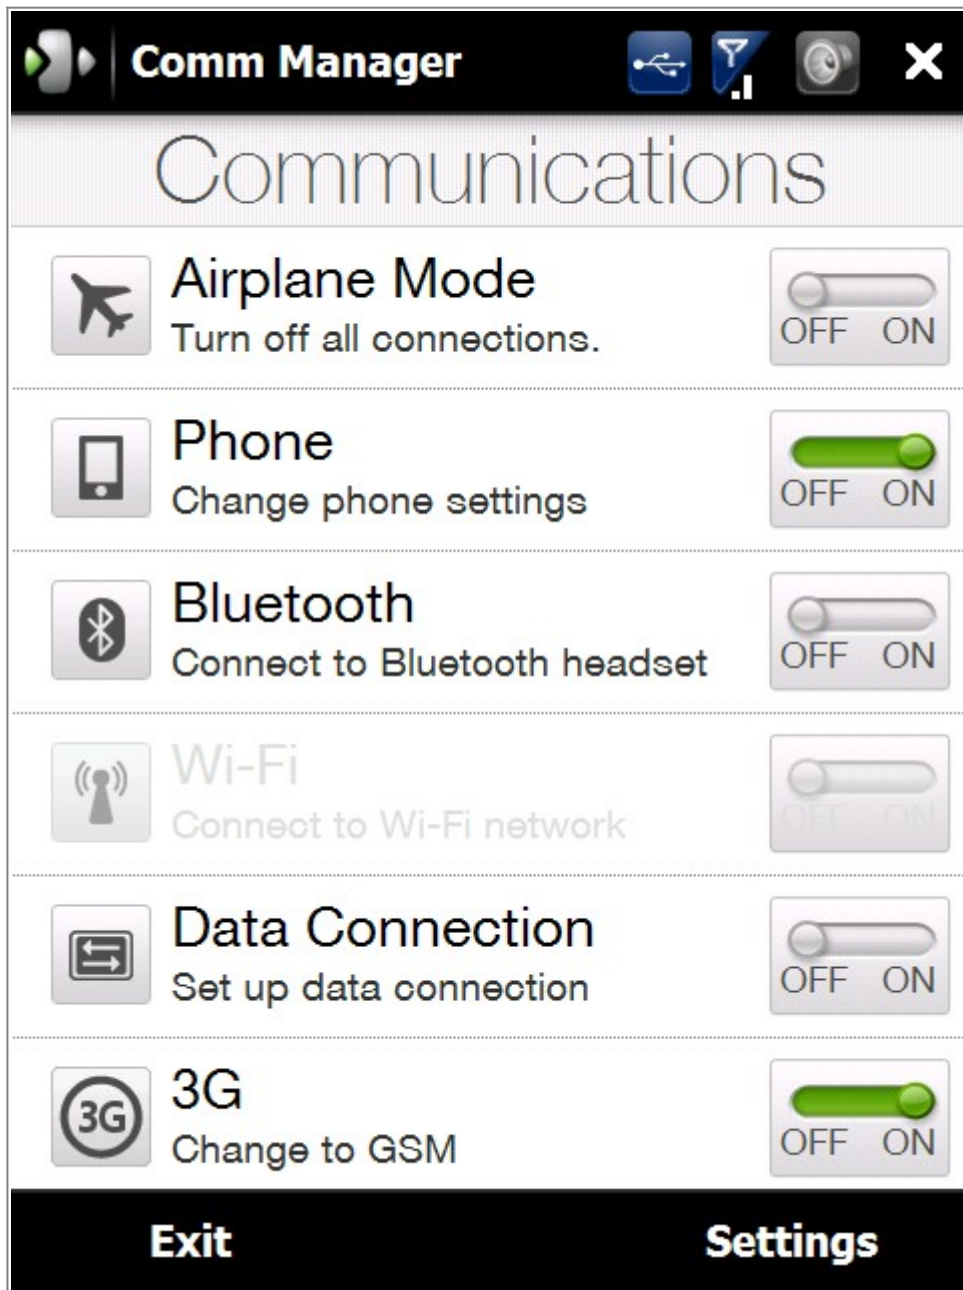 Comm Manager
Communications
Airplane Mode
Turn off all connections.
OFF ON
Phone
Change phone settings
OFF ON
Bluetooth
Connect to Bluetooth headset
OFF ON
Wi-Fi
Connect to Wi-Fi network
OFF ON
Data Connection
Set up data connection
OFF ON
3G
3G
Change to GSM
OFF ON
Exit Settings